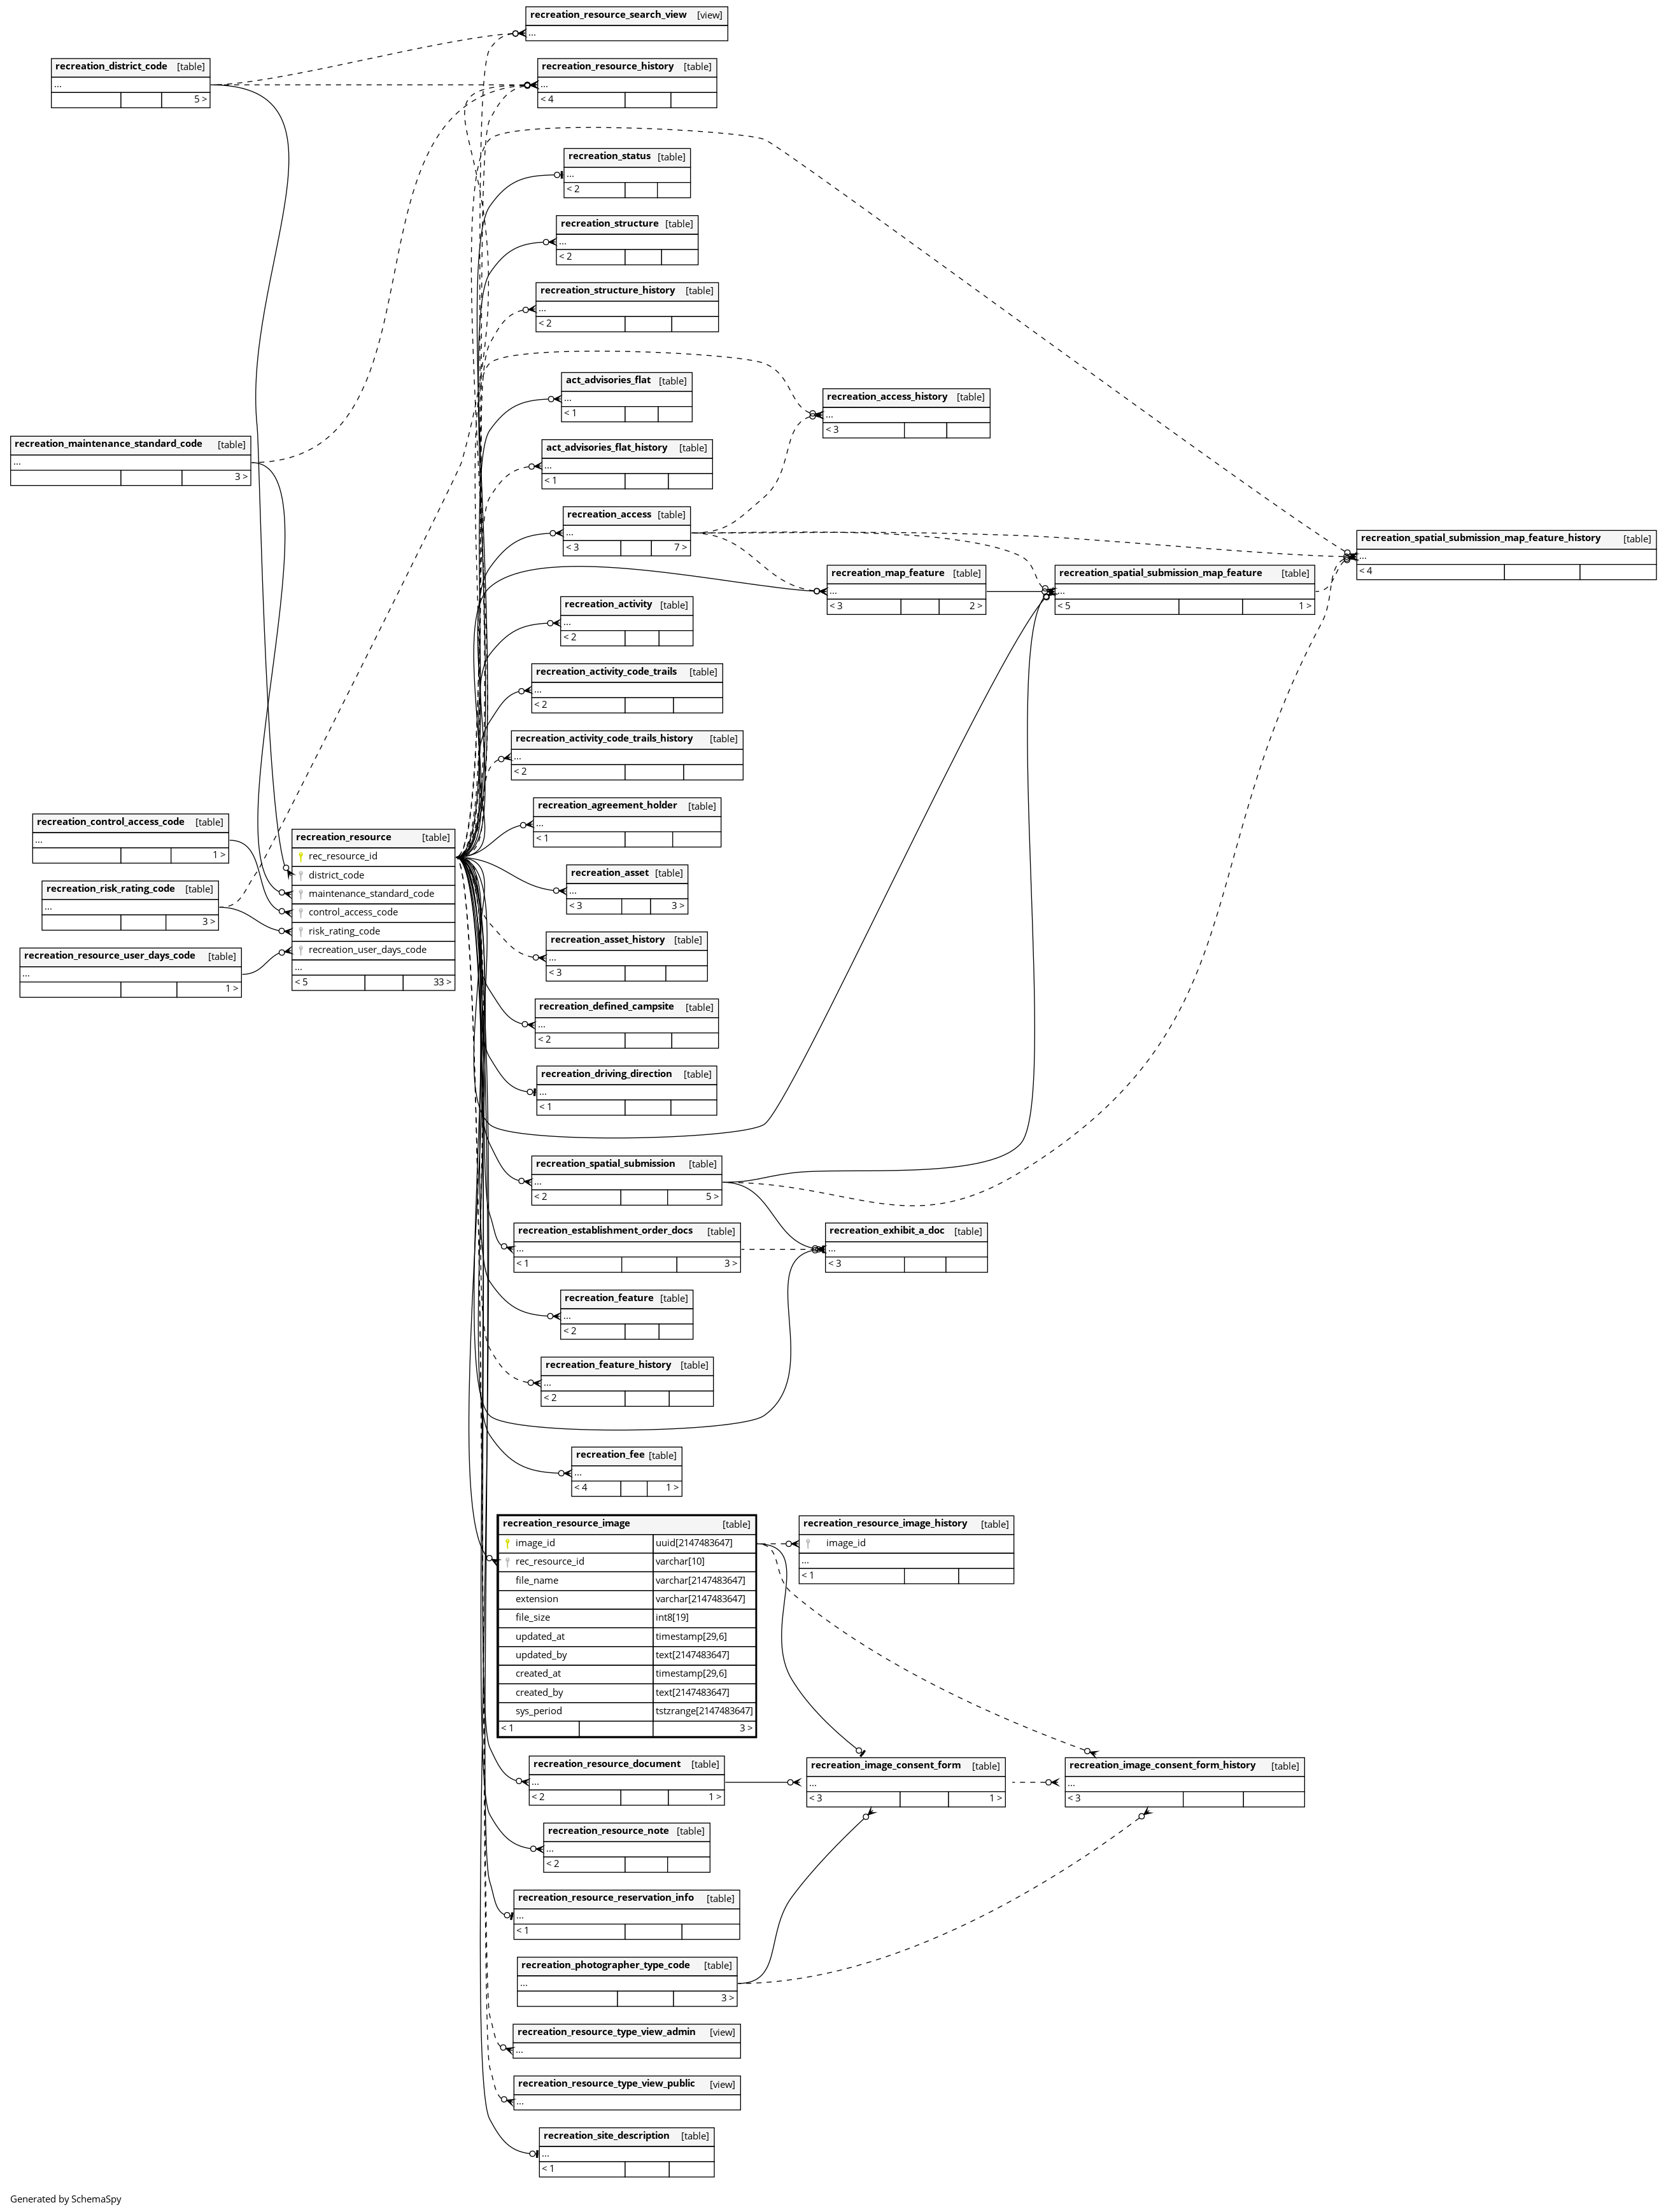 recreation_resource_search_view [view]
...
recreation_district_code [table]
...
5 >
recreation_resource_history [table]
...
< 4
recreation_status [table]
...
< 2
recreation_structure [table]
...
< 2
recreation_structure_history [table]
...
< 2
act_advisories_flat [table]
...
< 1
recreation_access_history [table]
...
< 3
recreation_maintenance_standard_code [table]
...
3 >
act_advisories_flat_history [table]
...
< 1
recreation_access [table]
...
< 3 7 >
recreation_spatial_submission_map_feature_history [table]
...
< 4
recreation_map_feature [table]
...
< 3 2 >
recreation_spatial_submission_map_feature [table]
...
< 5 1 >
recreation_activity [table]
...
< 2
recreation_activity_code_trails [table]
...
< 2
recreation_activity_code_trails_history [table]
...
< 2
recreation_agreement_holder [table]
...
< 1
recreation_control_access_code [table]
...
1 >
recreation_risk_rating_code [table]
...
3 >
recreation_resource_user_days_code [table]
...
1 >
recreation_resource [table]
rec_resource_id
district_code
maintenance_standard_code
control_access_code
risk_rating_code
recreation_user_days_code
...
< 5 33 >
recreation_asset [table]
...
< 3 3 >
recreation_asset_history [table]
...
< 3
recreation_defined_campsite [table]
...
< 2
recreation_driving_direction [table]
...
< 1
recreation_spatial_submission [table]
...
< 2 5 >
recreation_establishment_order_docs [table]
...
< 1 3 >
recreation_exhibit_a_doc [table]
...
< 3
recreation_feature [table]
...
< 2
recreation_feature_history [table]
...
< 2
recreation_fee [table]
...
< 4 1 >
recreation_resource_image [table]
image_id uuid[2147483647]
rec_resource_id varchar[10]
file_name varchar[2147483647]
extension varchar[2147483647]
file_size int8[19]
updated_at timestamp[29,6]
updated_by text[2147483647]
created_at timestamp[29,6]
created_by text[2147483647]
sys_period tstzrange[2147483647]
< 1 3 >
recreation_resource_image_history [table]
image_id
...
< 1
recreation_resource_document [table]
...
< 2 1 >
recreation_image_consent_form [table]
...
< 3 1 >
recreation_image_consent_form_history [table]
...
< 3
recreation_resource_note [table]
...
< 2
recreation_resource_reservation_info [table]
...
< 1
recreation_photographer_type_code [table]
...
3 >
recreation_resource_type_view_admin [view]
...
recreation_resource_type_view_public [view]
...
recreation_site_description [table]
...
< 1
Generated by SchemaSpy